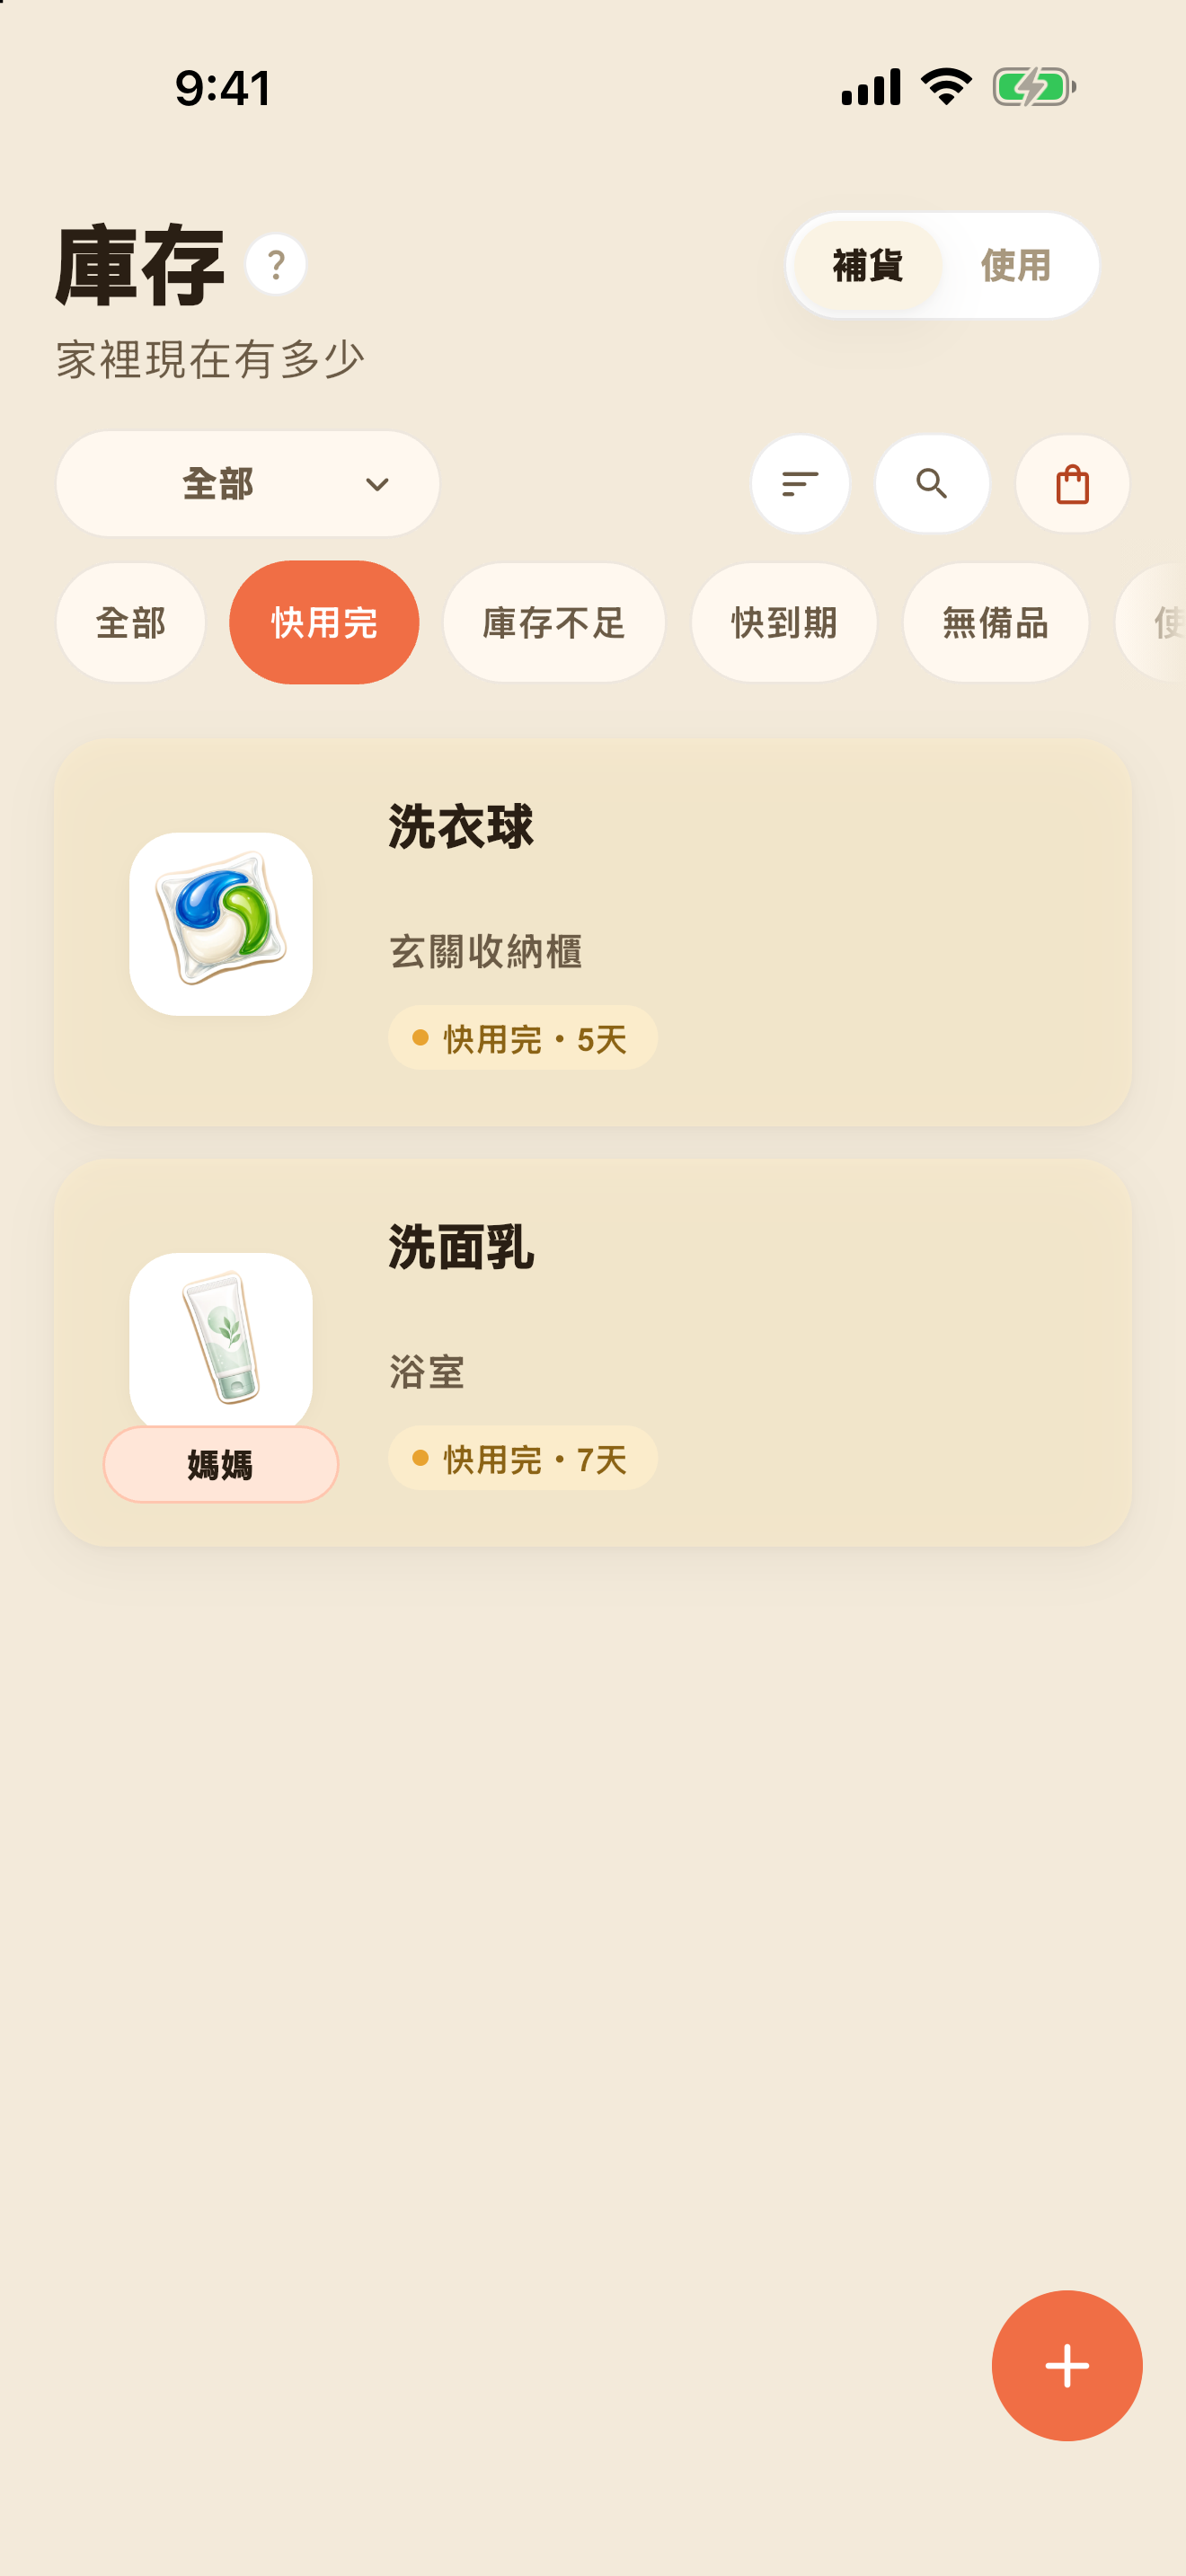 9:41
庫存 ?
補貨 使用
家裡現在有多少
全部
全部 快用完 庫存不足 快到期 無備品 使
洗衣球
玄關收納櫃
快用完・5天
洗面乳
浴室
媽媽
快用完・7天